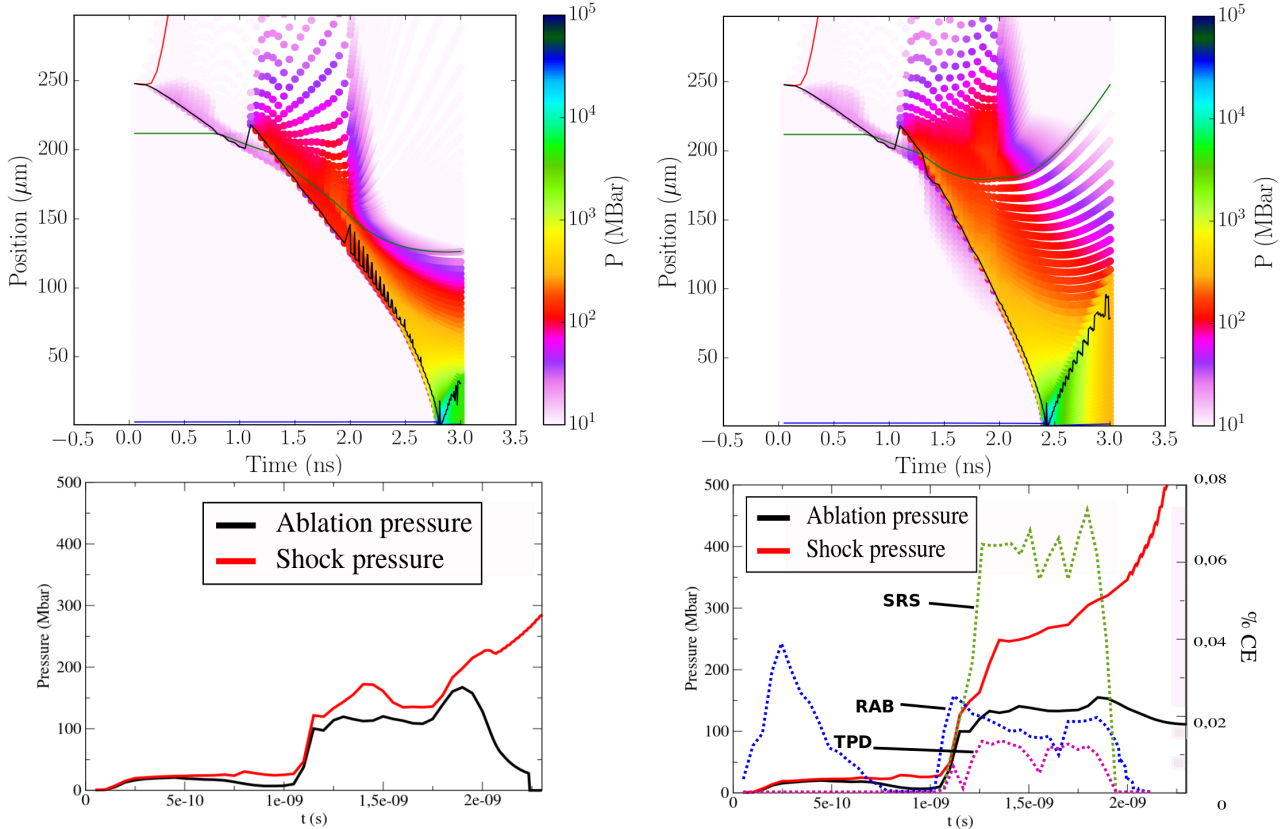 Position (μm)
250
200
150
100
50
−0.5 0.0 0.5 1.0 1.5 2.0 2.5 3.0 3.5
Time (ns)
10^5
10^4
10^3
10^2
10^1
P (MBar)
Position (μm)
250
200
150
100
50
−0.5 0.0 0.5 1.0 1.5 2.0 2.5 3.0 3.5
Time (ns)
10^5
10^4
10^3
10^2
10^1
P (MBar)
Pressure (Mbar)
500
400
300
200
100
0
Ablation pressure
Shock pressure
5e-10 1e-09 1,5e-09 2e-09
t (s)
Pressure (Mbar)
500
400
300
200
100
0
Ablation pressure
Shock pressure
SRS
RAB
TPD
0 5e-10 1e-09 1,5e-09 2e-09
t (s)
0,08
0,06
0,04
0,02
0
% CE